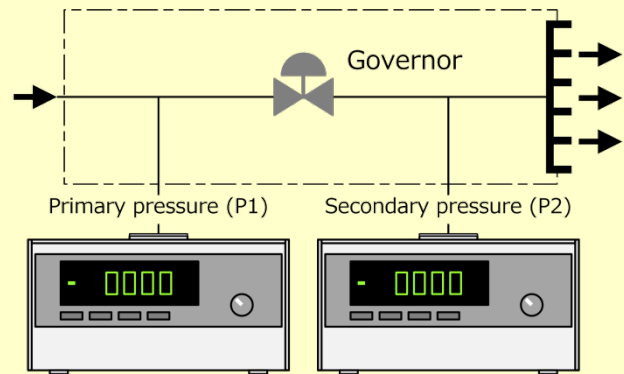 Governor
Primary pressure (P1)
Secondary pressure (P2)
- 0000
- 0000